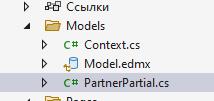 Ссылки
Models
C# Context.cs
Model.edmx
C# PartnerPartial.cs